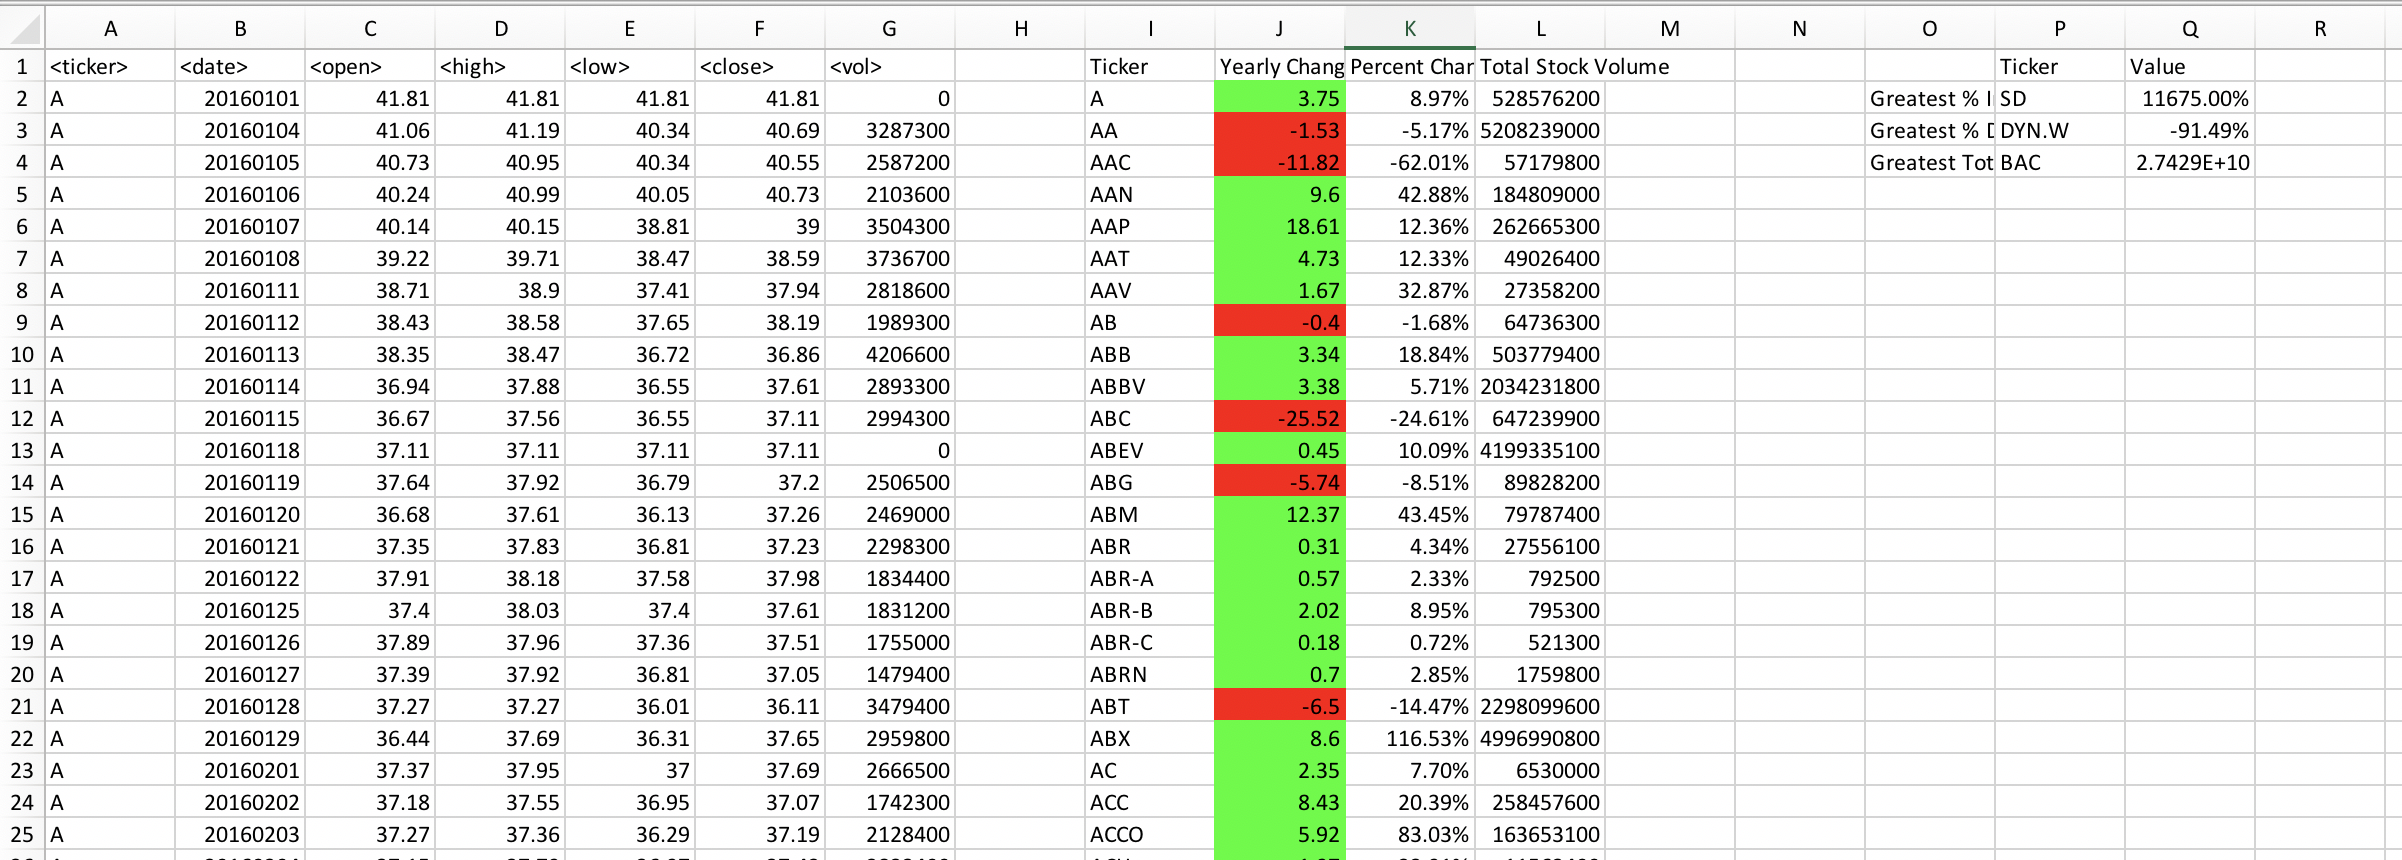 A B C D E F G H I J K L M N O P Q R
1 <ticker> <date> <open> <high> <low> <close> <vol> Ticker Yearly Chang Percent Char Total Stock Volume Ticker Value
2 A 20160101 41.81 41.81 41.81 41.81 0 A 3.75 8.97% 528576200 Greatest % I SD 11675.00%
3 A 20160104 41.06 41.19 40.34 40.69 3287300 AA -1.53 -5.17% 5208239000 Greatest % D DYN.W -91.49%
4 A 20160105 40.73 40.95 40.34 40.55 2587200 AAC -11.82 -62.01% 57179800 Greatest Tot BAC 2.7429E+10
5 A 20160106 40.24 40.99 40.05 40.73 2103600 AAN 9.6 42.88% 184809000
6 A 20160107 40.14 40.15 38.81 39 3504300 AAP 18.61 12.36% 262665300
7 A 20160108 39.22 39.71 38.47 38.59 3736700 AAT 4.73 12.33% 49026400
8 A 20160111 38.71 38.9 37.41 37.94 2818600 AAV 1.67 32.87% 27358200
9 A 20160112 38.43 38.58 37.65 38.19 1989300 AB -0.4 -1.68% 64736300
10 A 20160113 38.35 38.47 36.72 36.86 4206600 ABB 3.34 18.84% 503779400
11 A 20160114 36.94 37.88 36.55 37.61 2893300 ABBV 3.38 5.71% 2034231800
12 A 20160115 36.67 37.56 36.55 37.11 2994300 ABC -25.52 -24.61% 647239900
13 A 20160118 37.11 37.11 37.11 37.11 0 ABEV 0.45 10.09% 4199335100
14 A 20160119 37.64 37.92 36.79 37.2 2506500 ABG -5.74 -8.51% 89828200
15 A 20160120 36.68 37.61 36.13 37.26 2469000 ABM 12.37 43.45% 79787400
16 A 20160121 37.35 37.83 36.81 37.23 2298300 ABR 0.31 4.34% 27556100
17 A 20160122 37.91 38.18 37.58 37.98 1834400 ABR-A 0.57 2.33% 792500
18 A 20160125 37.4 38.03 37.4 37.61 1831200 ABR-B 2.02 8.95% 795300
19 A 20160126 37.89 37.96 37.36 37.51 1755000 ABR-C 0.18 0.72% 521300
20 A 20160127 37.39 37.92 36.81 37.05 1479400 ABRN 0.7 2.85% 1759800
21 A 20160128 37.27 37.27 36.01 36.11 3479400 ABT -6.5 -14.47% 2298099600
22 A 20160129 36.44 37.69 36.31 37.65 2959800 ABX 8.6 116.53% 4996990800
23 A 20160201 37.37 37.95 37 37.69 2666500 AC 2.35 7.70% 6530000
24 A 20160202 37.18 37.55 36.95 37.07 1742300 ACC 8.43 20.39% 258457600
25 A 20160203 37.27 37.36 36.29 37.19 2128400 ACCO 5.92 83.03% 163653100